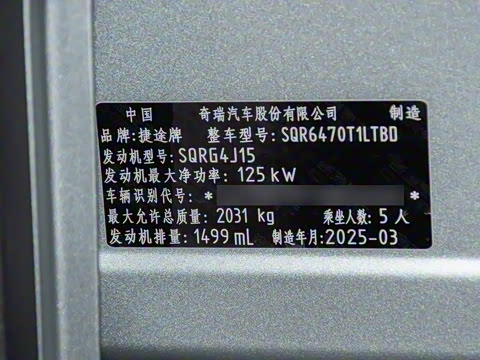 中国 奇瑞汽车股份有限公司 制造
品牌:捷途牌 整车型号:SQR6470T1LTBD
发动机型号:SQRG4J15
发动机最大净功率:125kW
车辆识别代号:* *
最大允许总质量:2031 kg 乘坐人数:5人
发动机排量:1499 mL 制造年月:2025-03